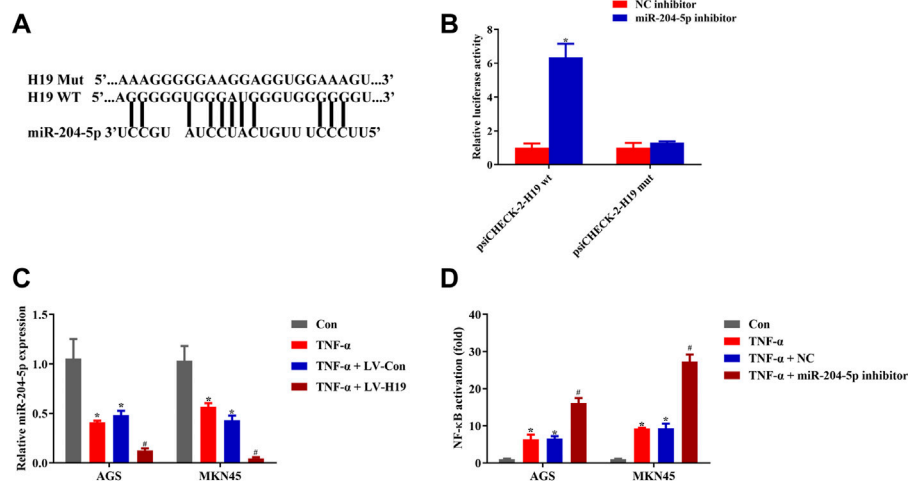 A
H19 Mut 5’...AAAGGGGGAAGGAGGUGGAAAGU...3’
H19 WT 5’...AGGGGGUGGGAUGGGUGGGGGGU...3’
miR-204-5p 3’UCCGU AUCCUACUGUUUCCCUU5’
B
NC inhibitor
miR-204-5p inhibitor
Relative luciferase activity
8
6
4
2
0
*
psiCHECK-2-H19 wt
psiCHECK-2-H19 mut
C
Relative miR-204-5p expression
1.5
1.0
0.5
0.0
* * #
* * #
AGS MKN45
Con
TNF-α
TNF-α + LV-Con
TNF-α + LV-H19
D
NF-κB activation (fold)
40
30
20
10
0
* * #
* * #
AGS MKN45
Con
TNF-α
TNF-α + NC
TNF-α + miR-204-5p inhibitor